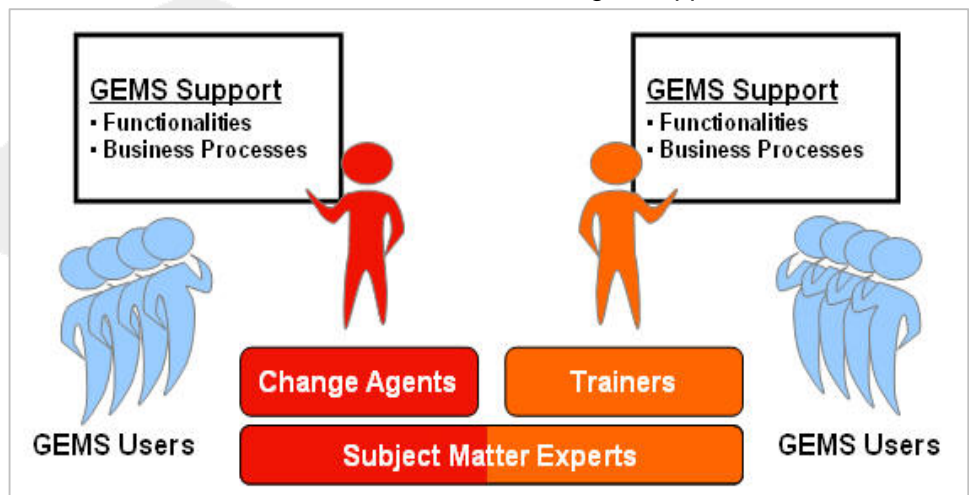 GEMS Support
▪ Functionalities
▪ Business Processes
GEMS Support
▪ Functionalities
▪ Business Processes
Change Agents
Trainers
GEMS Users
Subject Matter Experts
GEMS Users